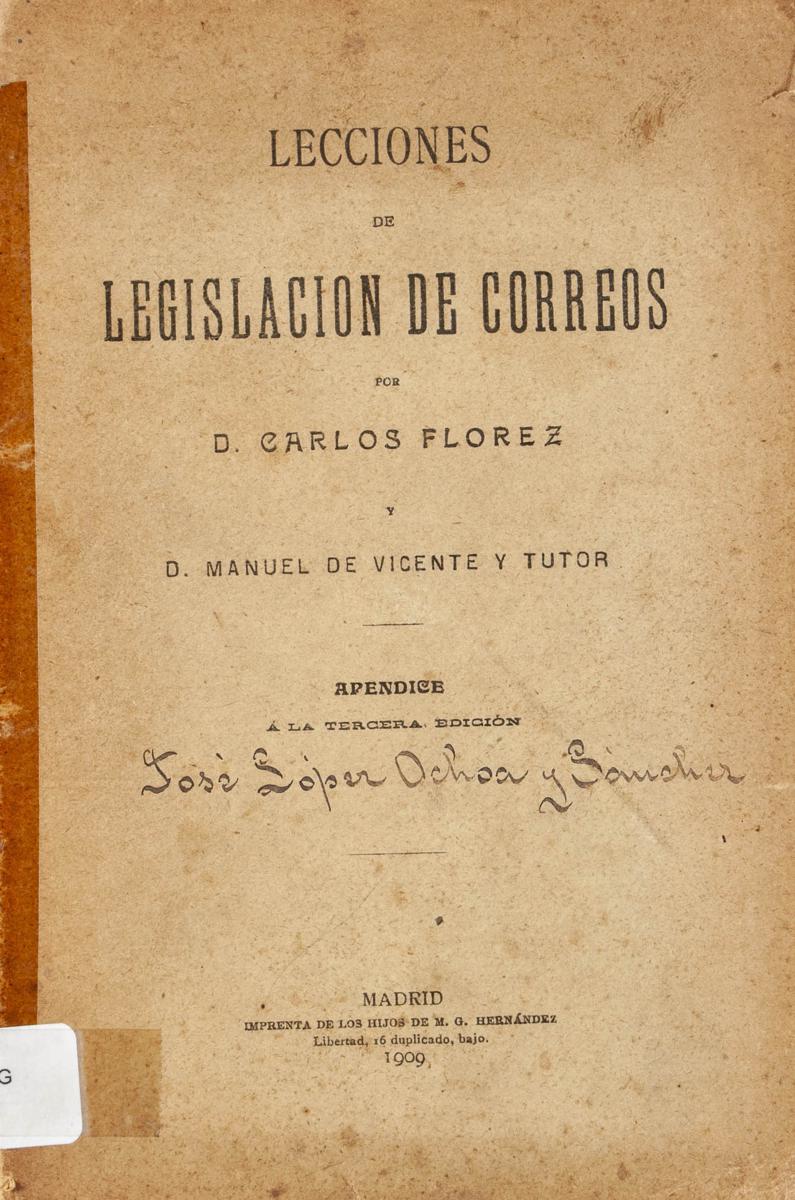 LECCIONES
DE
LEGISLACION DE CORREOS
POR
D. CARLOS FLOREZ
Y
D. MANUEL DE VICENTE Y TUTOR
APENDICE
Á LA TERCERA EDICIÓN
José López Ochoa y Sánchez
MADRID
IMPRENTA DE LOS HIJOS DE M. G. HERNÁNDEZ
Libertad, 16 duplicado, bajo.
1909
G